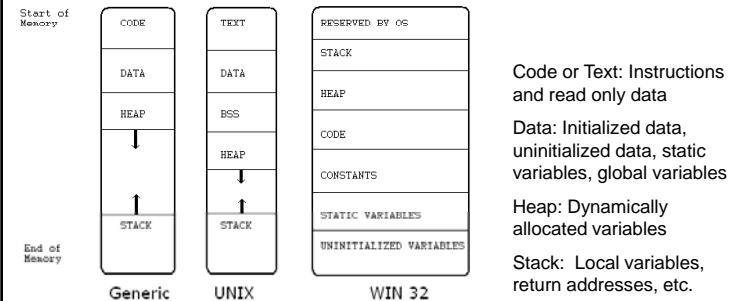 Start of
Memory
CODE
DATA
HEAP
STACK
End of
Memory
Generic
TEXT
DATA
BSS
HEAP
STACK
UNIX
RESERVED BY OS
STACK
HEAP
CODE
CONSTANTS
STATIC VARIABLES
UNINITIALIZED VARIABLES
WIN 32
Code or Text: Instructions
and read only data
Data: Initialized data,
uninitialized data, static
variables, global variables
Heap: Dynamically
allocated variables
Stack: Local variables,
return addresses, etc.